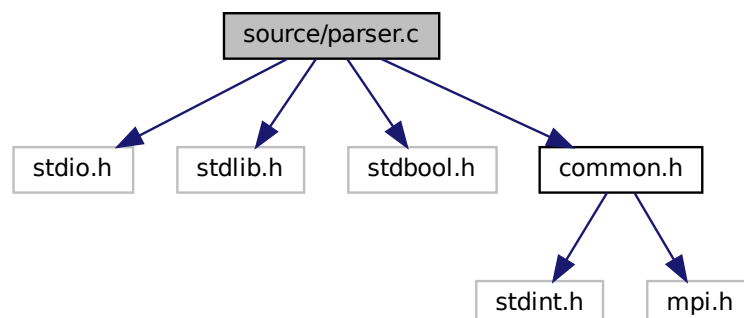 source/parser.c
stdio.h
stdlib.h
stdbool.h
common.h
stdint.h
mpi.h